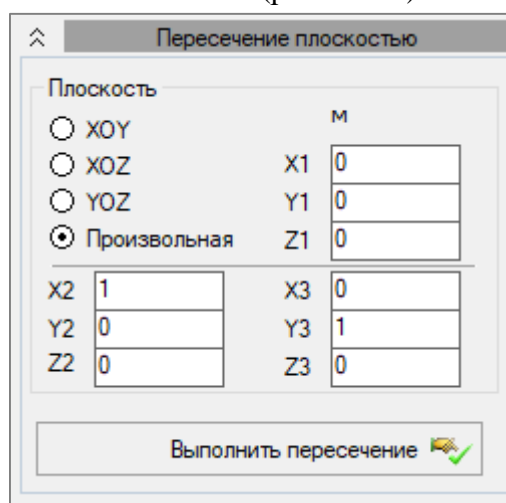 Пересечение плоскостью
Плоскость
м
XOY
XOZ
X1 0
YOZ
Y1 0
Произвольная
Z1 0
X2 1
X3 0
Y2 0
Y3 1
Z2 0
Z3 0
Выполнить пересечение